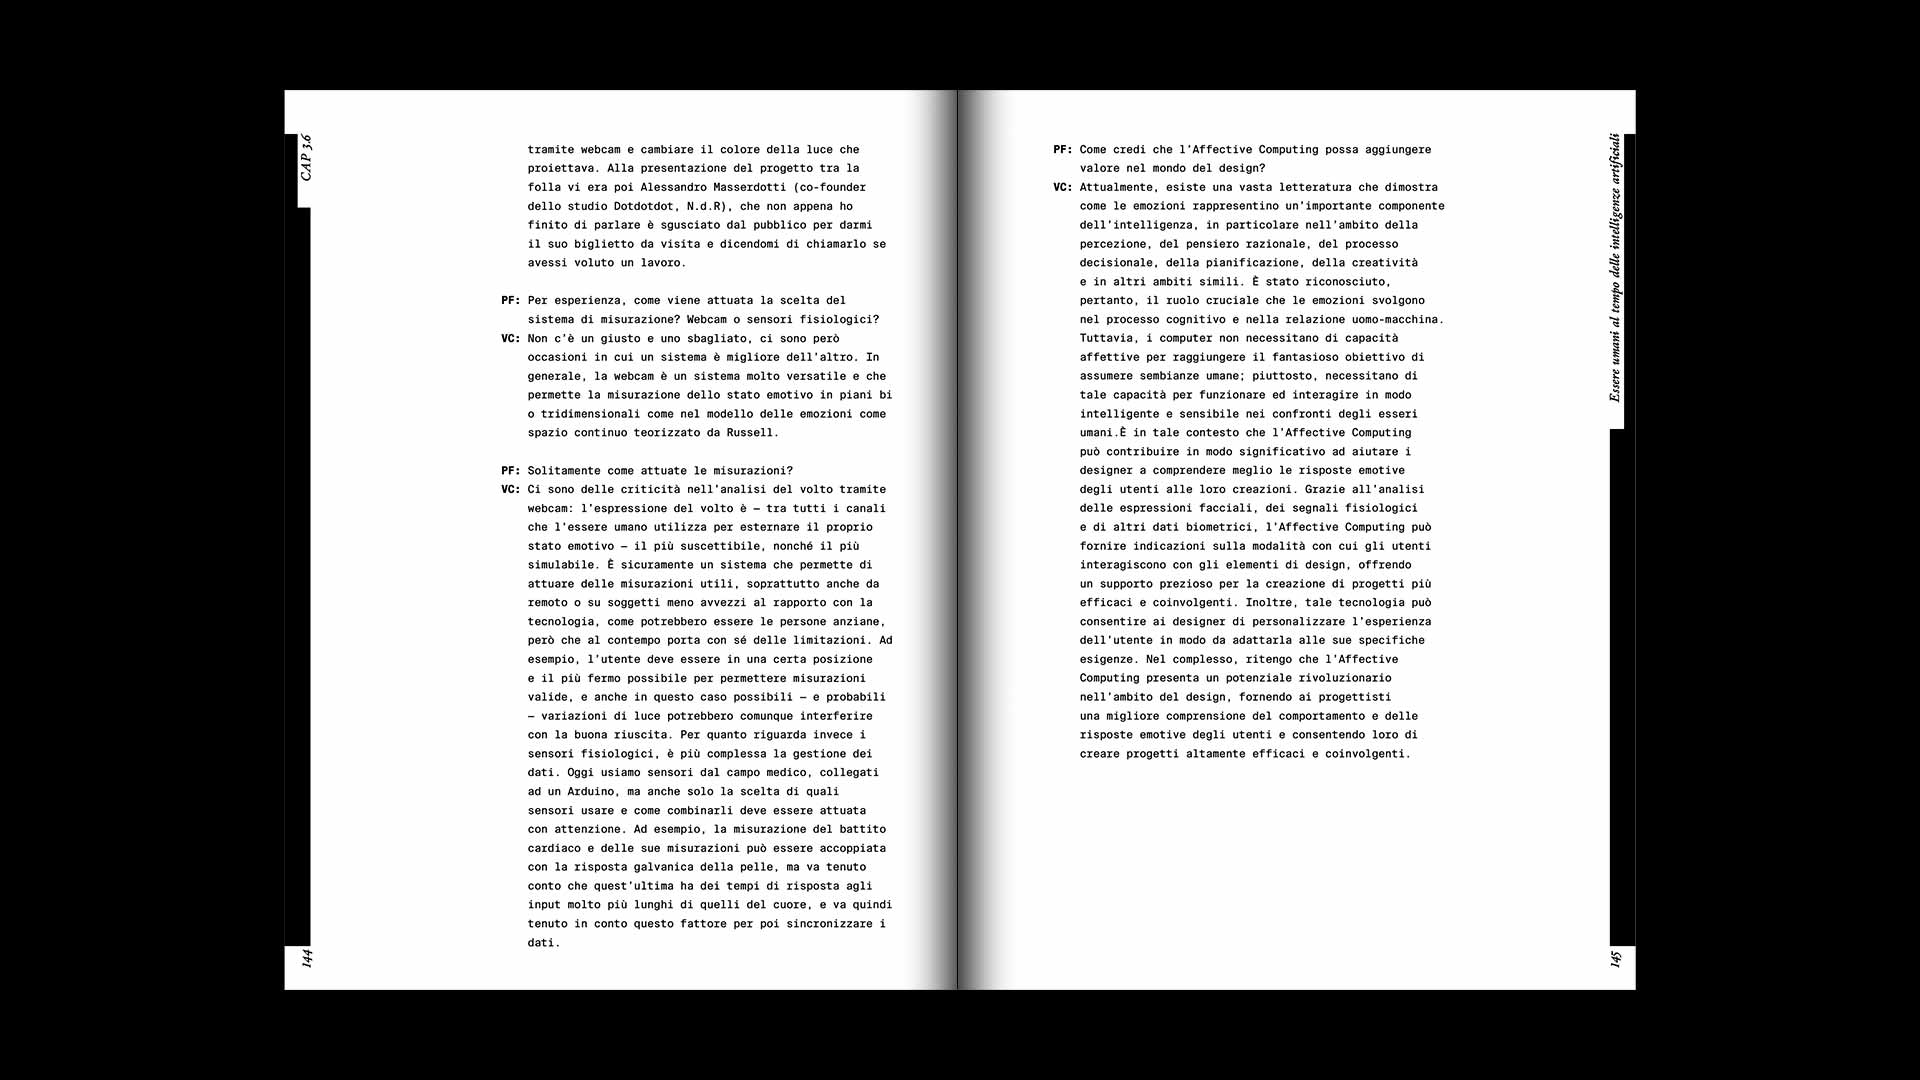 CAP 3.6
tramite webcam e cambiare il colore della luce che
proiettava. Alla presentazione del progetto tra la
folla vi era poi Alessandro Masserdotti (co-founder
dello studio Dotdotdot, N.d.R), che non appena ho
finito di parlare è sgusciato dal pubblico per darmi
il suo biglietto da visita e dicendomi di chiamarlo se
avessi voluto un lavoro.
PF: Per esperienza, come viene attuata la scelta del
sistema di misurazione? Webcam o sensori fisiologici?
VC: Non c'è un giusto e uno sbagliato, ci sono però
occasioni in cui un sistema è migliore dell'altro. In
generale, la webcam è un sistema molto versatile e che
permette la misurazione dello stato emotivo in piani bi
o tridimensionali come nel modello delle emozioni come
spazio continuo teorizzato da Russell.
PF: Solitamente come attuate le misurazioni?
VC: Ci sono delle criticità nell'analisi del volto tramite
webcam: l'espressione del volto è – tra tutti i canali
che l'essere umano utilizza per esternare il proprio
stato emotivo – il più suscettibile, nonché il più
simulabile. È sicuramente un sistema che permette di
attuare delle misurazioni utili, soprattutto anche da
remoto o su soggetti meno avvezzi al rapporto con la
tecnologia, come potrebbero essere le persone anziane,
però che al contempo porta con sé delle limitazioni. Ad
esempio, l'utente deve essere in una certa posizione
e il più fermo possibile per permettere misurazioni
valide, e anche in questo caso possibili – e probabili
– variazioni di luce potrebbero comunque interferire
con la buona riuscita. Per quanto riguarda invece i
sensori fisiologici, è più complessa la gestione dei
dati. Oggi usiamo sensori dal campo medico, collegati
ad un Arduino, ma anche solo la scelta di quali
sensori usare e come combinarli deve essere attuata
con attenzione. Ad esempio, la misurazione del battito
cardiaco e delle sue misurazioni può essere accoppiata
con la risposta galvanica della pelle, ma va tenuto
conto che quest'ultima ha dei tempi di risposta agli
input molto più lunghi di quelli del cuore, e va quindi
tenuto in conto questo fattore per poi sincronizzare i
dati.
144
PF: Come credi che l'Affective Computing possa aggiungere
valore nel mondo del design?
VC: Attualmente, esiste una vasta letteratura che dimostra
come le emozioni rappresentino un'importante componente
dell'intelligenza, in particolare nell'ambito della
percezione, del pensiero razionale, del processo
decisionale, della pianificazione, della creatività
e in altri ambiti simili. È stato riconosciuto,
pertanto, il ruolo cruciale che le emozioni svolgono
nel processo cognitivo e nella relazione uomo-macchina.
Tuttavia, i computer non necessitano di capacità
affettive per raggiungere il fantasioso obiettivo di
assumere sembianze umane; piuttosto, necessitano di
tale capacità per funzionare ed interagire in modo
intelligente e sensibile nei confronti degli esseri
umani.È in tale contesto che l'Affective Computing
può contribuire in modo significativo ad aiutare i
designer a comprendere meglio le risposte emotive
degli utenti alle loro creazioni. Grazie all'analisi
delle espressioni facciali, dei segnali fisiologici
e di altri dati biometrici, l'Affective Computing può
fornire indicazioni sulla modalità con cui gli utenti
interagiscono con gli elementi di design, offrendo
un supporto prezioso per la creazione di progetti più
efficaci e coinvolgenti. Inoltre, tale tecnologia può
consentire ai designer di personalizzare l'esperienza
dell'utente in modo da adattarla alle sue specifiche
esigenze. Nel complesso, ritengo che l'Affective
Computing presenta un potenziale rivoluzionario
nell'ambito del design, fornendo ai progettisti
una migliore comprensione del comportamento e delle
risposte emotive degli utenti e consentendo loro di
creare progetti altamente efficaci e coinvolgenti.
Essere umani al tempo delle intelligenze artificiali
145